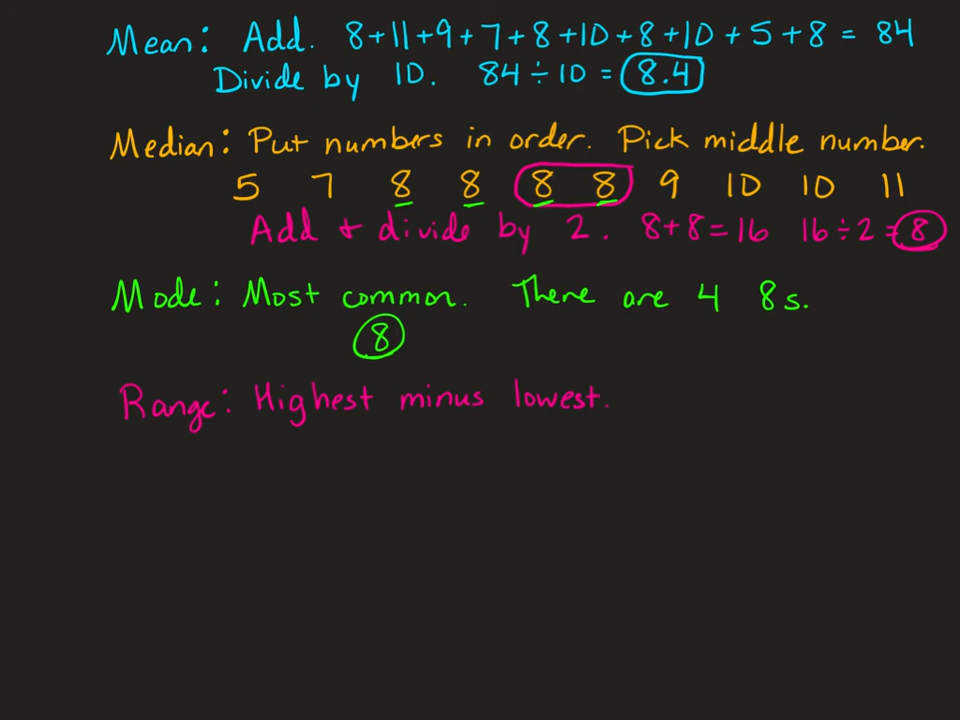 Mean: Add. 8+11+9+7+8+10+8+10+5+8 = 84
Divide by 10. 84 ÷ 10 = 8.4
Median: Put numbers in order. Pick middle number.
5 7 8 8 8 8 9 10 10 11
Add + divide by 2. 8+8=16 16÷2=8
Mode: Most common. There are 4 8s.
8
Range: Highest minus lowest.